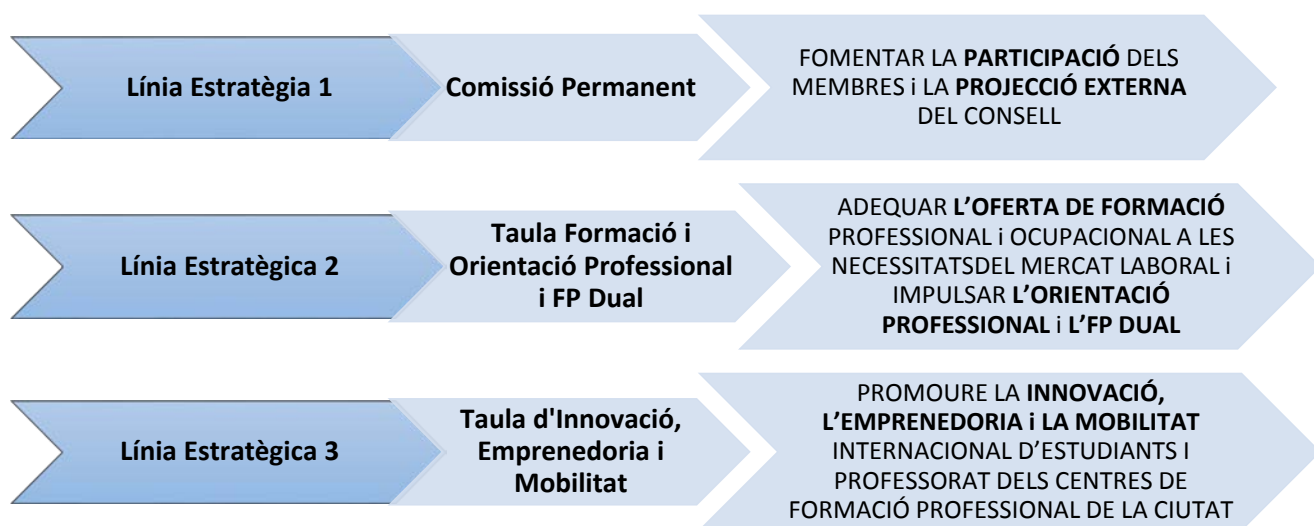 Línia Estratègia 1
Comissió Permanent
FOMENTAR LA PARTICIPACIÓ DELS
MEMBRES i LA PROJECCIÓ EXTERNA
DEL CONSELL
Línia Estratègica 2
Taula Formació i
Orientació Professional
i FP Dual
ADEQUAR L’OFERTA DE FORMACIÓ
PROFESSIONAL i OCUPACIONAL A LES
NECESSITATSDEL MERCAT LABORAL i
IMPULSAR L’ORIENTACIÓ
PROFESSIONAL i L’FP DUAL
Línia Estratègica 3
Taula d'Innovació,
Emprenedoria i
Mobilitat
PROMOURE LA INNOVACIÓ,
L’EMPRENEDORIA i LA MOBILITAT
INTERNACIONAL D’ESTUDIANTS I
PROFESSORAT DELS CENTRES DE
FORMACIÓ PROFESSIONAL DE LA CIUTAT